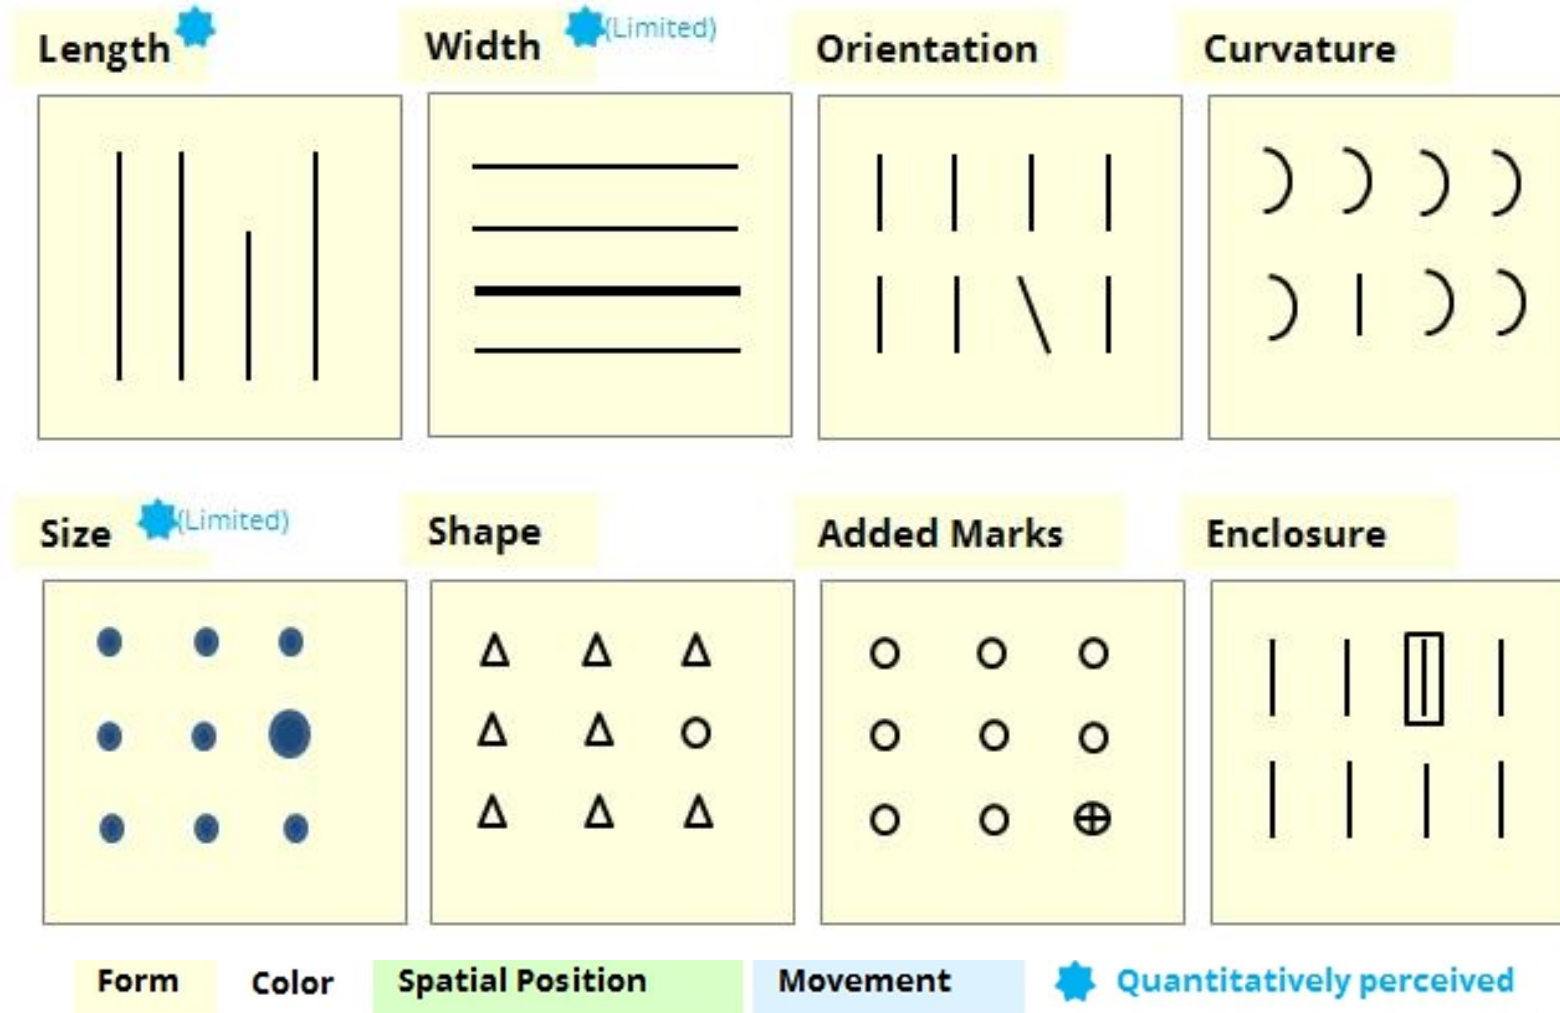 Length
Width (Limited)
Orientation
Curvature
Size (Limited)
Shape
Added Marks
Enclosure
Form
Color
Spatial Position
Movement
Quantitatively perceived